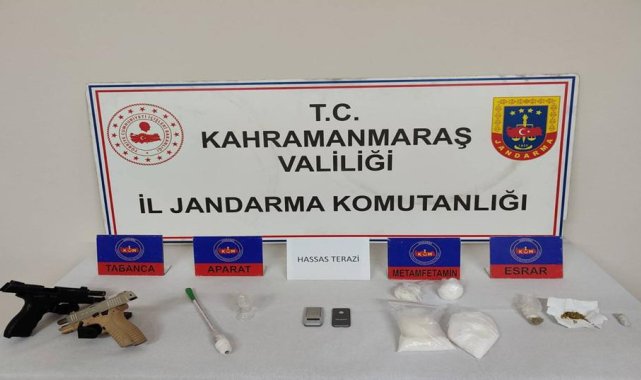 T.C.
KAHRAMANMARAŞ
VALİLİĞİ
İL JANDARMA KOMUTANLIĞI
JANDARMA
TABANCA
APARAT
HASSAS TERAZİ
METAMFETAMİN
ESRAR